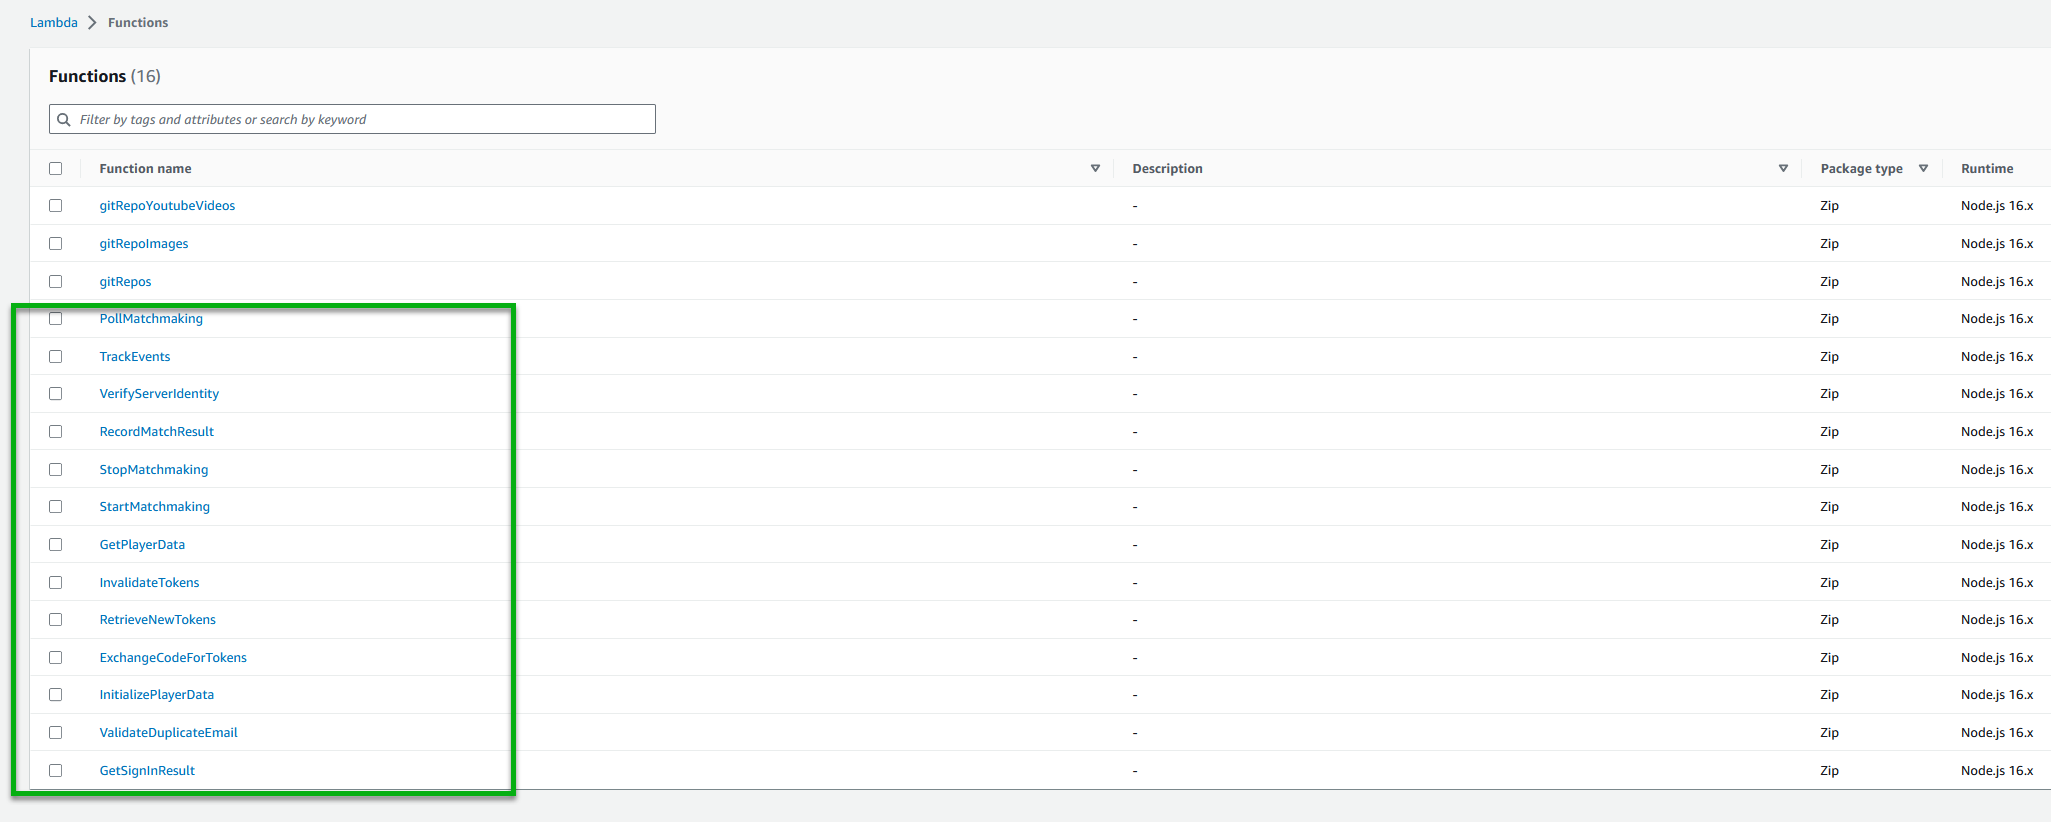 Lambda > Functions
Functions (16)
Filter by tags and attributes or search by keyword
Function name Description Package type Runtime
gitRepoYoutubeVideos - Zip Node.js 16.x
gitRepoImages - Zip Node.js 16.x
gitRepos - Zip Node.js 16.x
PollMatchmaking - Zip Node.js 16.x
TrackEvents - Zip Node.js 16.x
VerifyServerIdentity - Zip Node.js 16.x
RecordMatchResult - Zip Node.js 16.x
StopMatchmaking - Zip Node.js 16.x
StartMatchmaking - Zip Node.js 16.x
GetPlayerData - Zip Node.js 16.x
InvalidateTokens - Zip Node.js 16.x
RetrieveNewTokens - Zip Node.js 16.x
ExchangeCodeForTokens - Zip Node.js 16.x
InitializePlayerData - Zip Node.js 16.x
ValidateDuplicateEmail - Zip Node.js 16.x
GetSignInResult - Zip Node.js 16.x